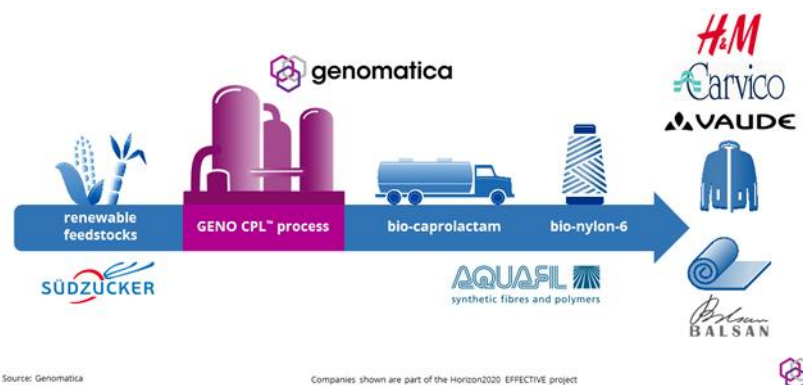 H&M
Carvico
VAUDE
genomatica
renewable
feedstocks
GENO CPL™ process
bio-caprolactam
bio-nylon-6
SÜDZUCKER
AQUAFIL
synthetic fibres and polymers
Balsan
BALSAN
Source: Genomatica
Companies shown are part of the Horizon2020 EFFECTIVE project